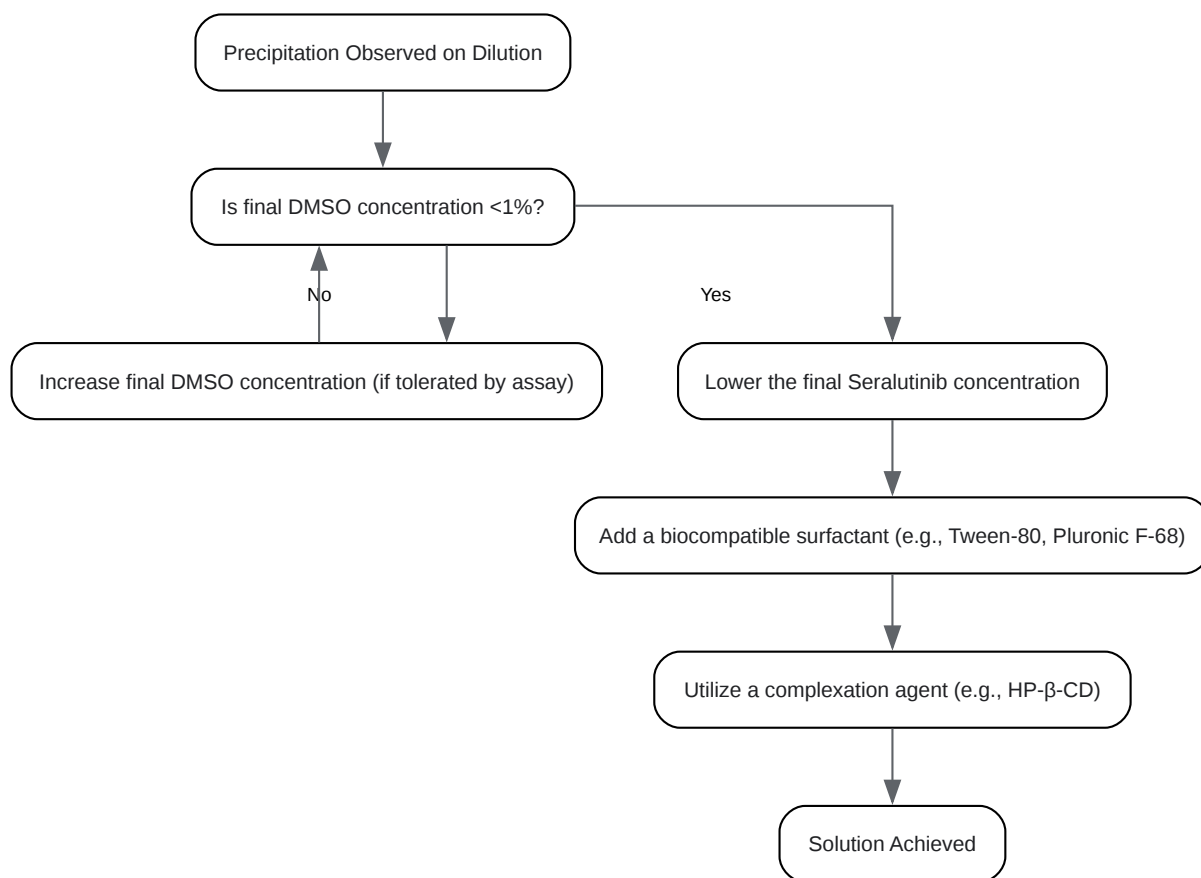 Precipitation Observed on Dilution
Is final DMSO concentration <1%?
No
Yes
Increase final DMSO concentration (if tolerated by assay)
Lower the final Seralutinib concentration
Add a biocompatible surfactant (e.g., Tween-80, Pluronic F-68)
Utilize a complexation agent (e.g., HP-β-CD)
Solution Achieved